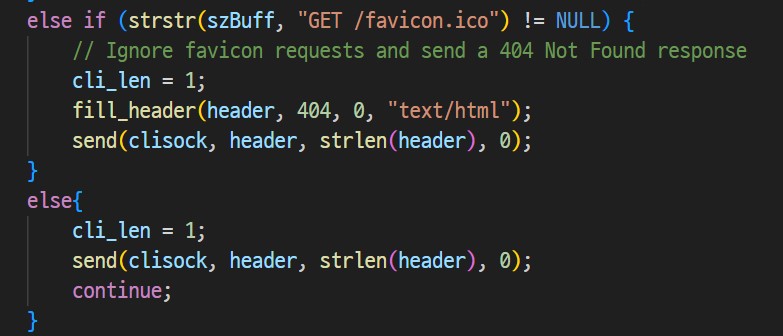 else if (strstr(szBuff, "GET /favicon.ico") != NULL) {
// Ignore favicon requests and send a 404 Not Found response
cli_len = 1;
fill_header(header, 404, 0, "text/html");
send(clisock, header, strlen(header), 0);
}
else{
cli_len = 1;
send(clisock, header, strlen(header), 0);
continue;
}